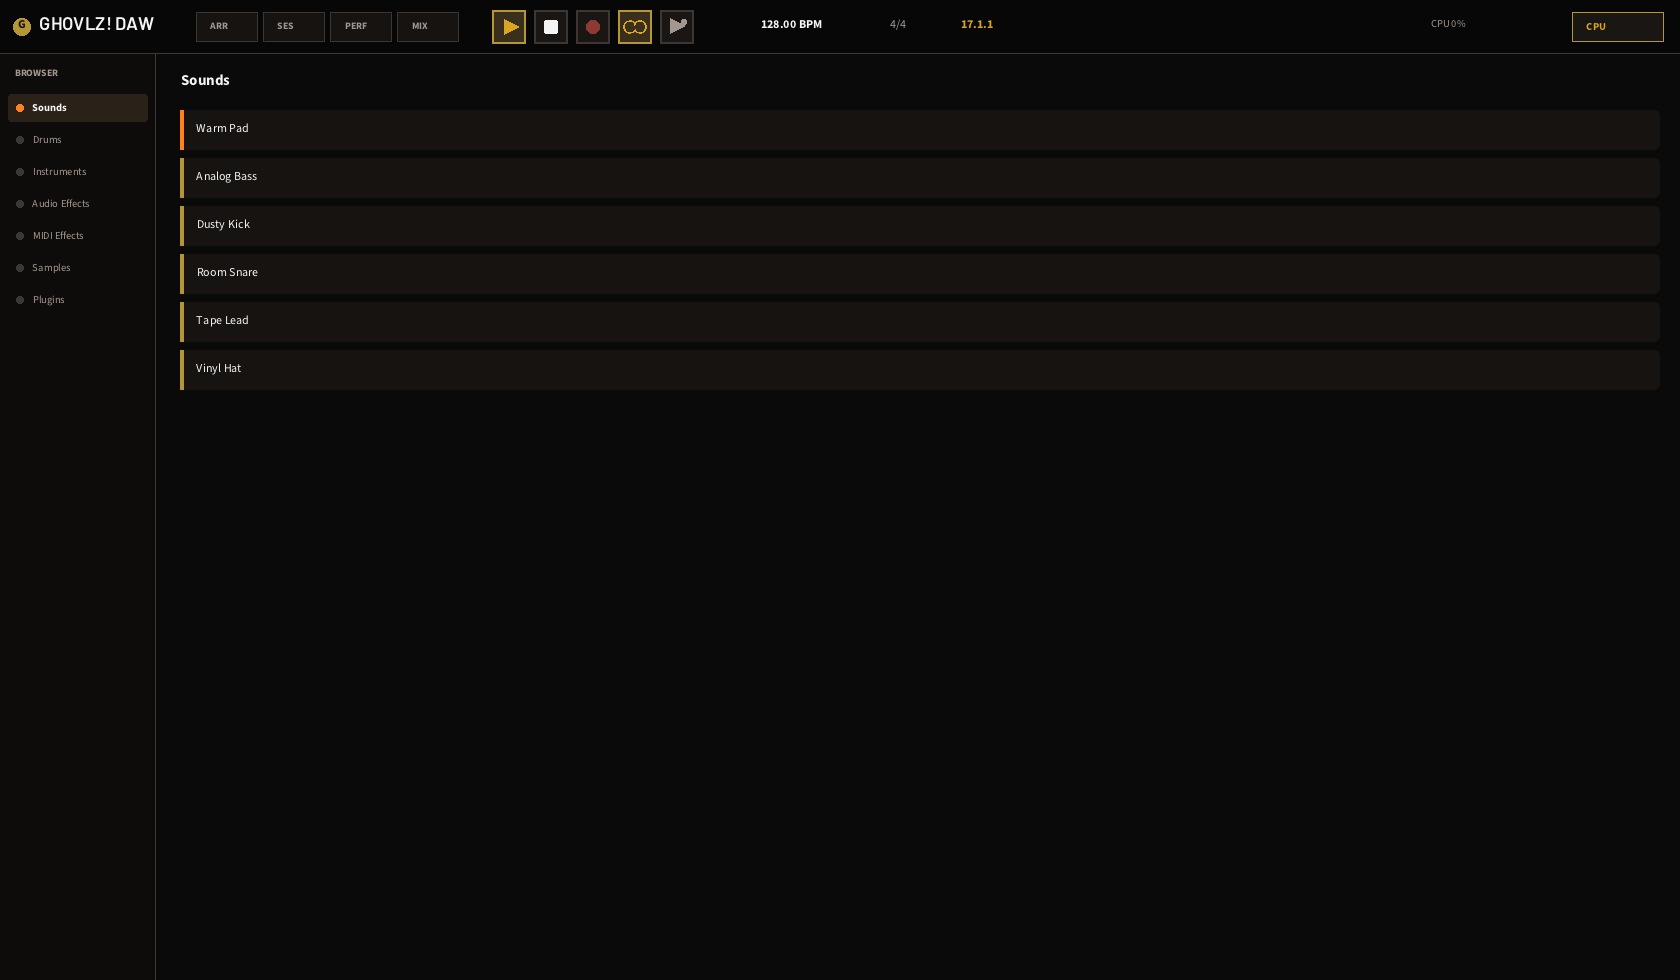 G GHOVLZ! DAW
ARR SES PERF MIX
128.00 BPM 4/4 17.1.1
CPU 0% CPU
BROWSER
Sounds
Drums
Instruments
Audio Effects
MIDI Effects
Samples
Plugins
Sounds
Warm Pad
Analog Bass
Dusty Kick
Room Snare
Tape Lead
Vinyl Hat